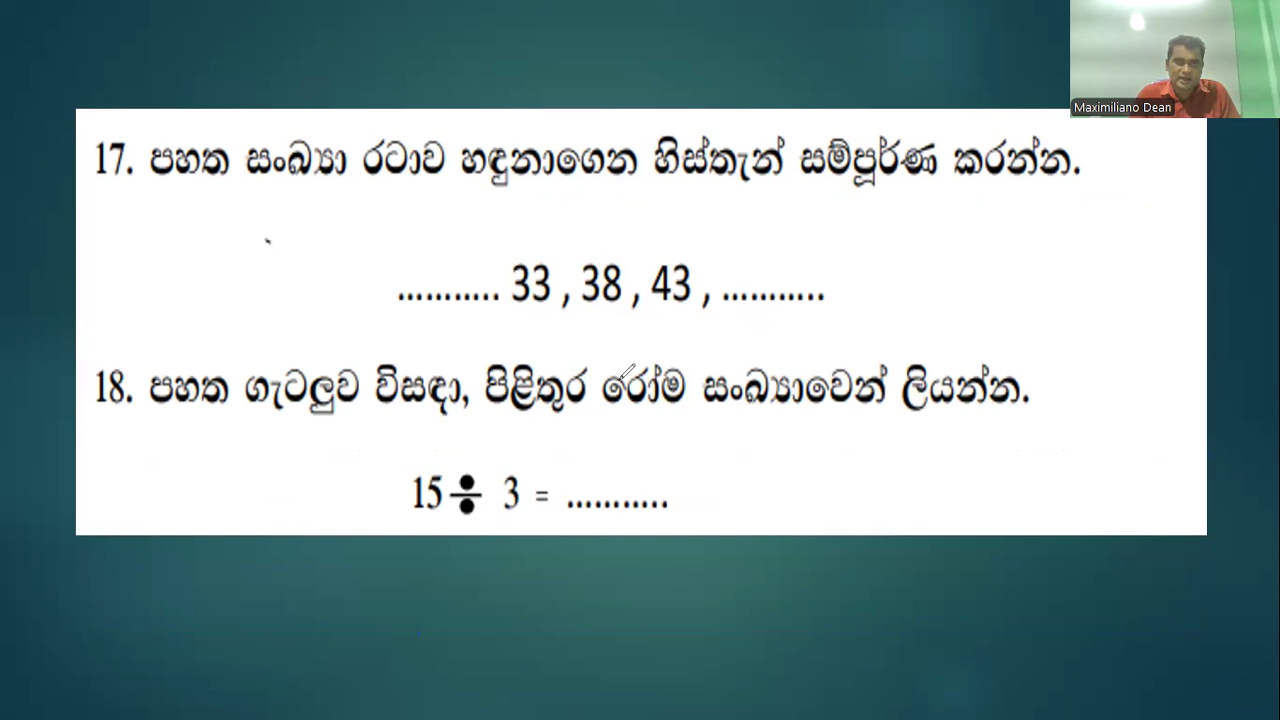 Maximiliano Dean
17. පහත සංඛ්‍යා රටාව හඳුනාගෙන හිස්තැන් සම්පූර්ණ කරන්න.
........... 33 , 38 , 43 , ...........
18. පහත ගැටලුව විසඳා, පිළිතුර රෝම සංඛ්‍යාවෙන් ලියන්න.
15 ÷ 3 = ...........